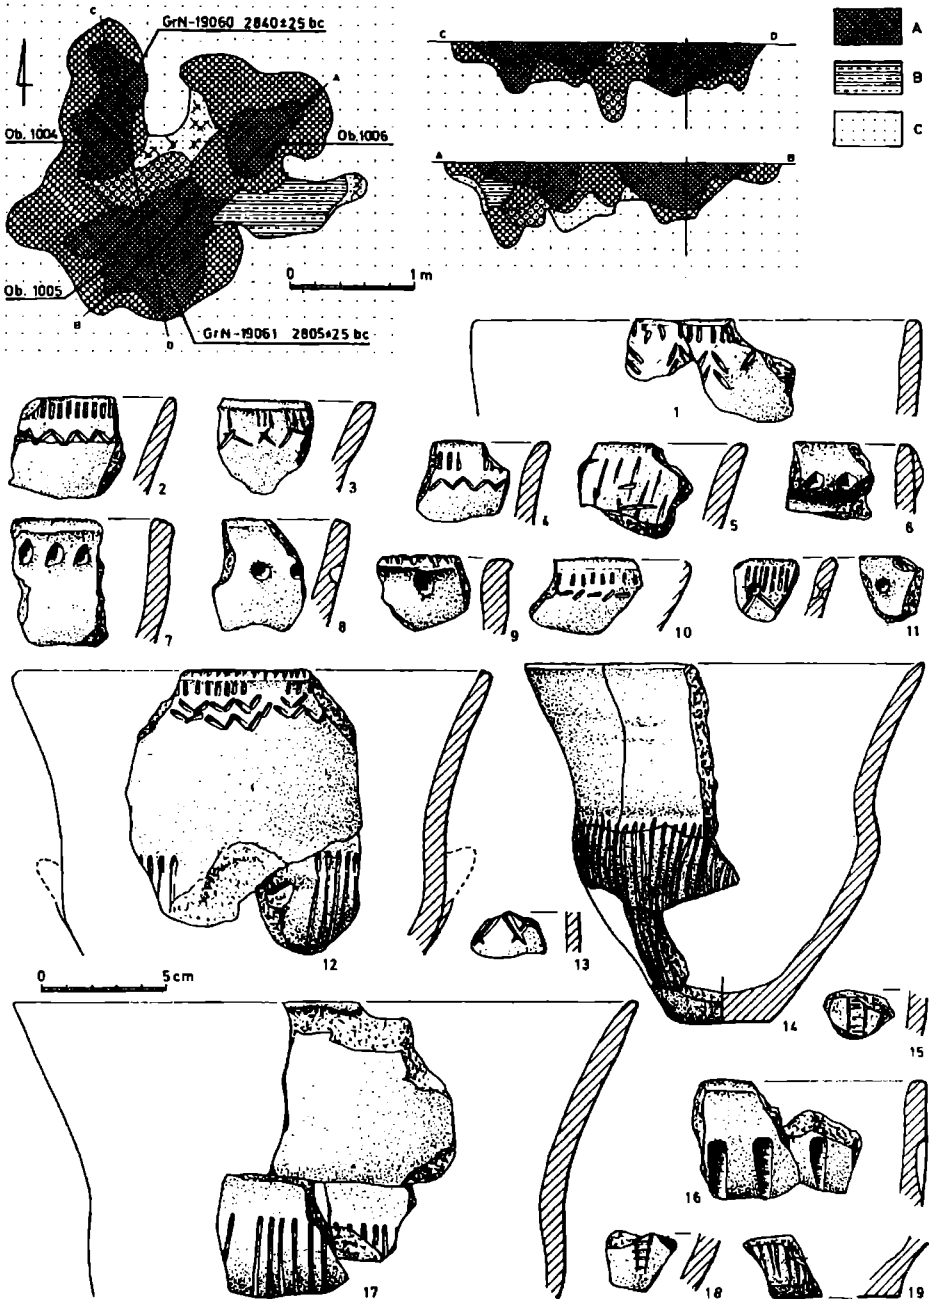 C
GrN-19060 2840±25 bc
A
Ob. 1004
Ob. 1006
Ob. 1005
B
D
GrN-19061 2805±25 bc
0 1 m
C D
A B
A
B
C
1
2
3
4
5
6
7
8
9
10
11
12
13
14
15
0 5 cm
16
17
18
19